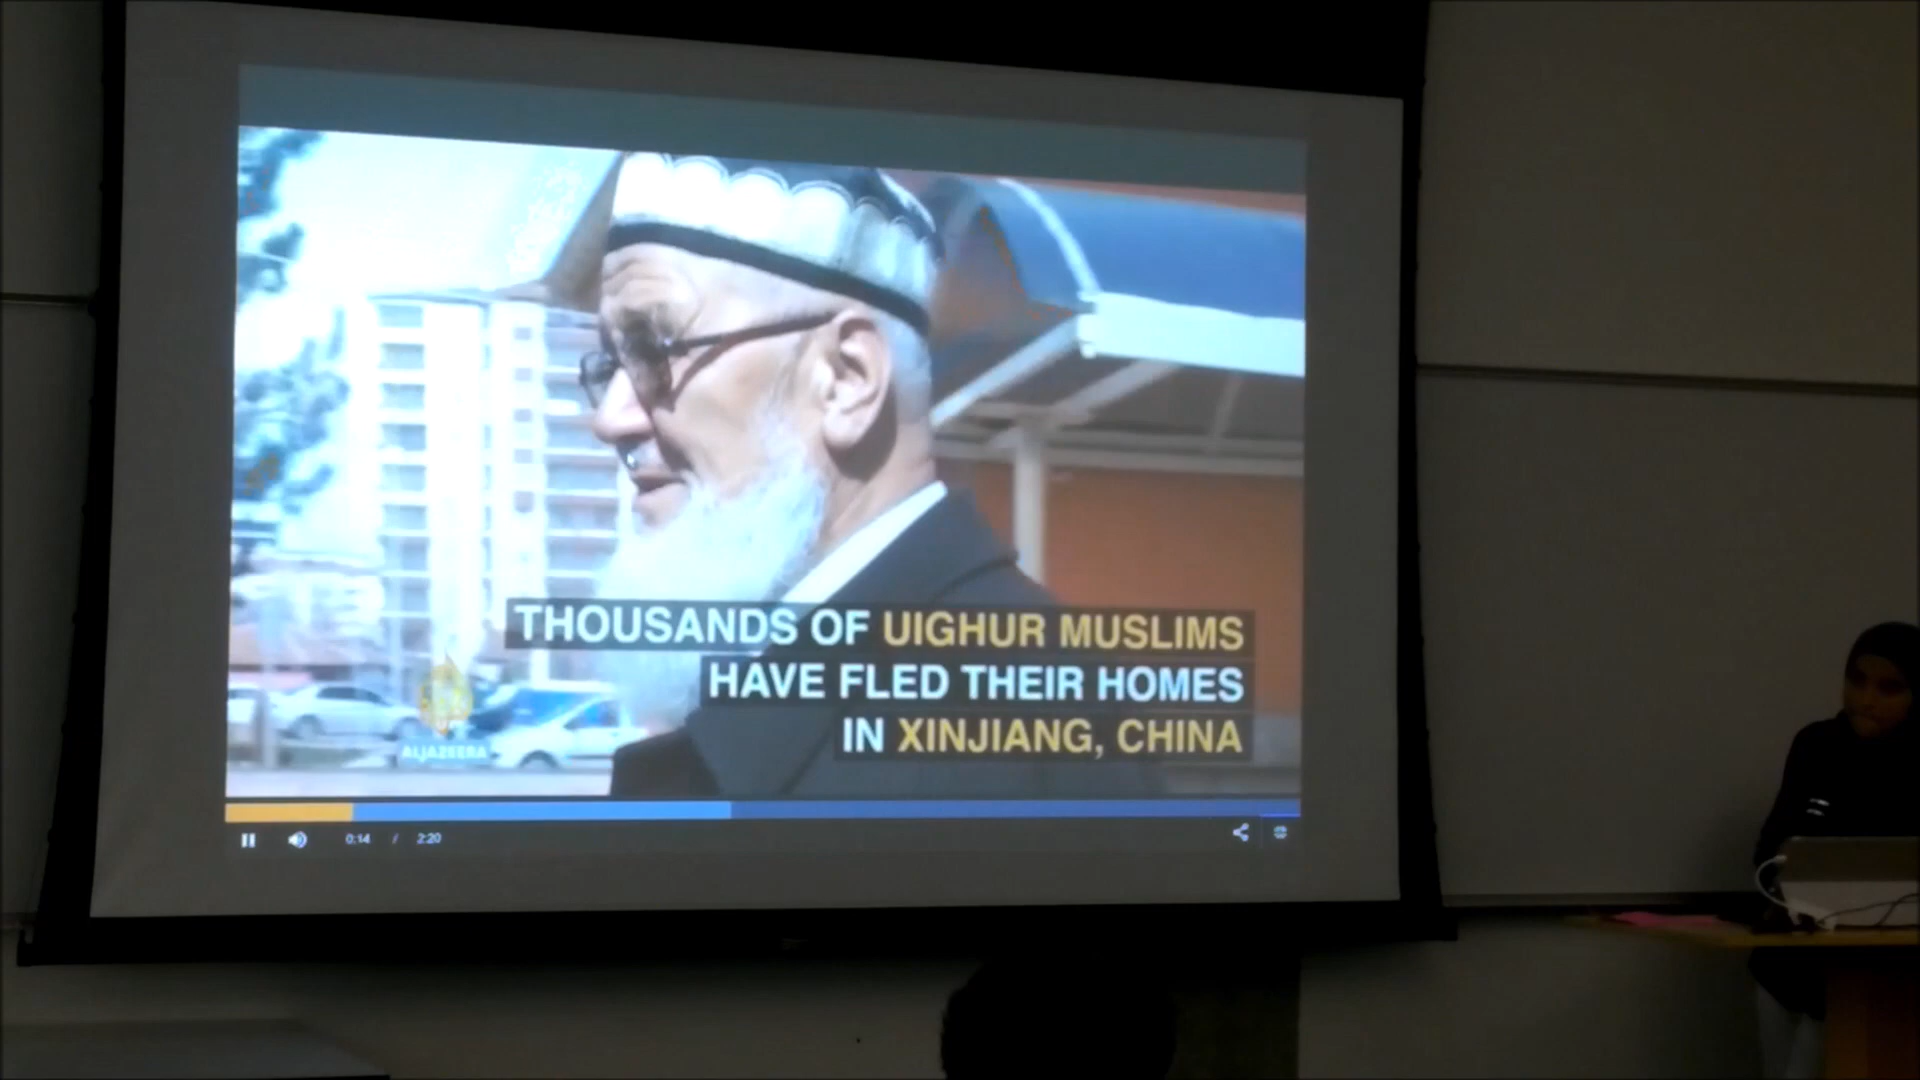 THOUSANDS OF UIGHUR MUSLIMS
HAVE FLED THEIR HOMES
IN XINJIANG, CHINA
ALJAZEERA
0:14 / 2:20